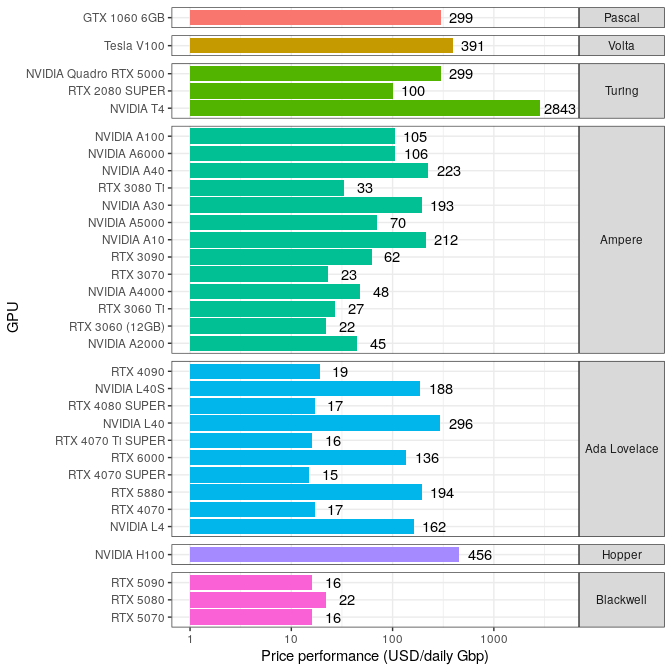 GTX 1060 6GB 299 Pascal
Tesla V100 391 Volta
NVIDIA Quadro RTX 5000 299
RTX 2080 SUPER 100 Turing
NVIDIA T4 2843
NVIDIA A100 105
NVIDIA A6000 106
NVIDIA A40 223
RTX 3080 TI 33
NVIDIA A30 193
NVIDIA A5000 70
NVIDIA A10 212 Ampere
RTX 3090 62
RTX 3070 23
NVIDIA A4000 48
RTX 3060 TI 27
RTX 3060 (12GB) 22
NVIDIA A2000 45
GPU
RTX 4090 19
NVIDIA L40S 188
RTX 4080 SUPER 17
NVIDIA L40 296
RTX 4070 TI SUPER 16 Ada Lovelace
RTX 6000 136
RTX 4070 SUPER 15
RTX 5880 194
RTX 4070 17
NVIDIA L4 162
NVIDIA H100 456 Hopper
RTX 5090 16
RTX 5080 22 Blackwell
RTX 5070 16
1 10 100 1000
Price performance (USD/daily Gbp)